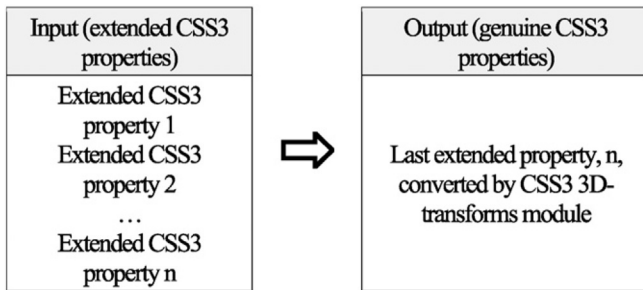 Input (extended CSS3
properties)
Extended CSS3
property 1
Extended CSS3
property 2
…
Extended CSS3
property n
Output (genuine CSS3
properties)
Last extended property, n,
converted by CSS3 3D-
transforms module